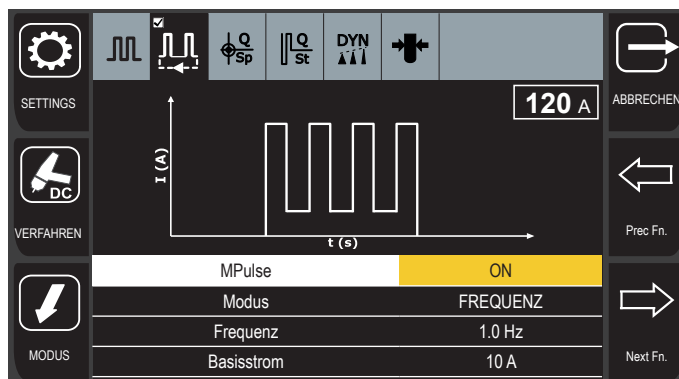 SETTINGS
DC
VERFAHREN
MODUS
Q
Sp
Q
St
DYN
120 A
I (A)
t (s)
MPulse ON
Modus FREQUENZ
Frequenz 1.0 Hz
Basisstrom 10 A
ABBRECHEN
Prec Fn.
Next Fn.